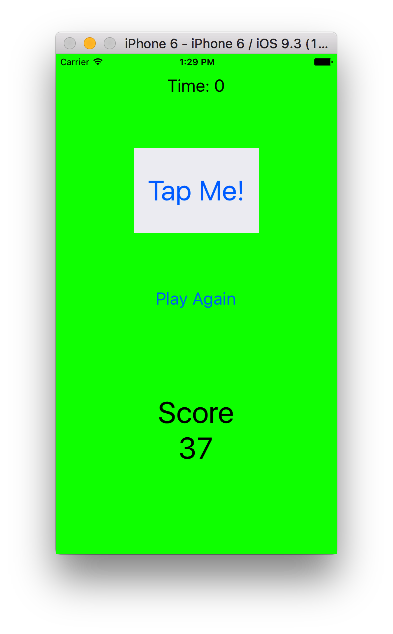 iPhone 6 - iPhone 6 / iOS 9.3 (1...
Carrier 1:29 PM
Time: 0
Tap Me!
Play Again
Score
37